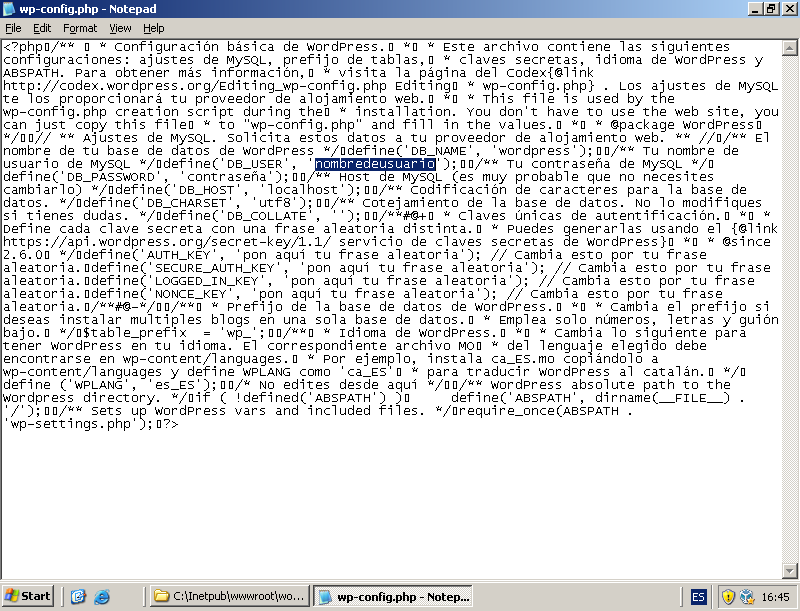 wp-config.php - Notepad
File Edit Format View Help
<?php▯/** ▯ * Configuración básica de WordPress.▯ *▯ * Este archivo contiene las siguientes
configuraciones: ajustes de MySQL, prefijo de tablas,▯ * claves secretas, idioma de WordPress y
ABSPATH. Para obtener más información,▯ * visita la página del Codex{@link
http://codex.wordpress.org/Editing_wp-config.php Editing▯ * wp-config.php} . Los ajustes de MySQL
te los proporcionará tu proveedor de alojamiento web.▯ *▯ * This file is used by the
wp-config.php creation script during the▯ * installation. You don't have to use the web site, you
can just copy this file▯ * to "wp-config.php" and fill in the values.▯ *▯ * @package WordPress▯
*/▯▯// ** Ajustes de MySQL. Solicita estos datos a tu proveedor de alojamiento web. ** //▯/** El
nombre de tu base de datos de WordPress */▯define('DB_NAME', 'wordpress');▯▯/** Tu nombre de
usuario de MySQL */▯define('DB_USER', 'nombredeusuario');▯▯/** Tu contraseña de MySQL */▯
define('DB_PASSWORD', 'contraseña');▯▯/** Host de MySQL (es muy probable que no necesites
cambiarlo) */▯define('DB_HOST', 'localhost');▯▯/** Codificación de caracteres para la base de
datos. */▯define('DB_CHARSET', 'utf8');▯▯/** Cotejamiento de la base de datos. No lo modifiques
si tienes dudas. */▯define('DB_COLLATE', '');▯▯/**#@+▯ * Claves únicas de autentificación.▯ *▯ *
Define cada clave secreta con una frase aleatoria distinta.▯ * Puedes generarlas usando el {@link
https://api.wordpress.org/secret-key/1.1/ servicio de claves secretas de WordPress}▯ *▯ * @since
2.6.0▯ */▯define('AUTH_KEY', 'pon aquí tu frase aleatoria'); // Cambia esto por tu frase
aleatoria.▯define('SECURE_AUTH_KEY', 'pon aquí tu frase aleatoria'); // Cambia esto por tu frase
aleatoria.▯define('LOGGED_IN_KEY', 'pon aquí tu frase aleatoria'); // Cambia esto por tu frase
aleatoria.▯define('NONCE_KEY', 'pon aquí tu frase aleatoria'); // Cambia esto por tu frase
aleatoria.▯/**#@-*/▯▯/** ▯ * Prefijo de la base de datos de WordPress.▯ * ▯ * Cambia el prefijo si
deseas instalar multiples blogs en una sola base de datos.▯ * Emplea solo números, letras y guión
bajo.▯ */▯$table_prefix  = 'wp_';▯▯/**▯ * Idioma de WordPress.▯ * ▯ * Cambia lo siguiente para
tener WordPress en tu idioma. El correspondiente archivo MO▯ * del lenguaje elegido debe
encontrarse en wp-content/languages.▯ * Por ejemplo, instala ca_ES.mo copiándolo a
wp-content/languages y define WPLANG como 'ca_ES'▯ * para traducir WordPress al catalán.▯ */▯
define ('WPLANG', 'es_ES');▯▯/* No edites desde aquí */▯▯/** WordPress absolute path to the
Wordpress directory. */▯if ( !defined('ABSPATH') )▯     define('ABSPATH', dirname(__FILE__) .
'/');▯▯/** Sets up WordPress vars and included files. */▯require_once(ABSPATH .
'wp-settings.php');▯?>
Start
C:\Inetpub\wwwroot\wo...
wp-config.php - Notep...
ES
16:45